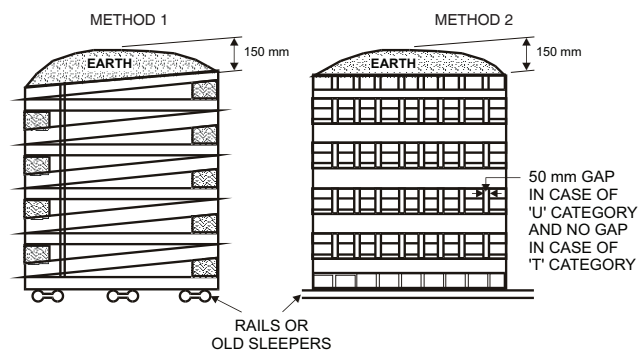 METHOD 1
METHOD 2
150 mm
150 mm
EARTH
EARTH
50 mm GAP
IN CASE OF
'U' CATEGORY
AND NO GAP
IN CASE OF
'T' CATEGORY
RAILS OR
OLD SLEEPERS